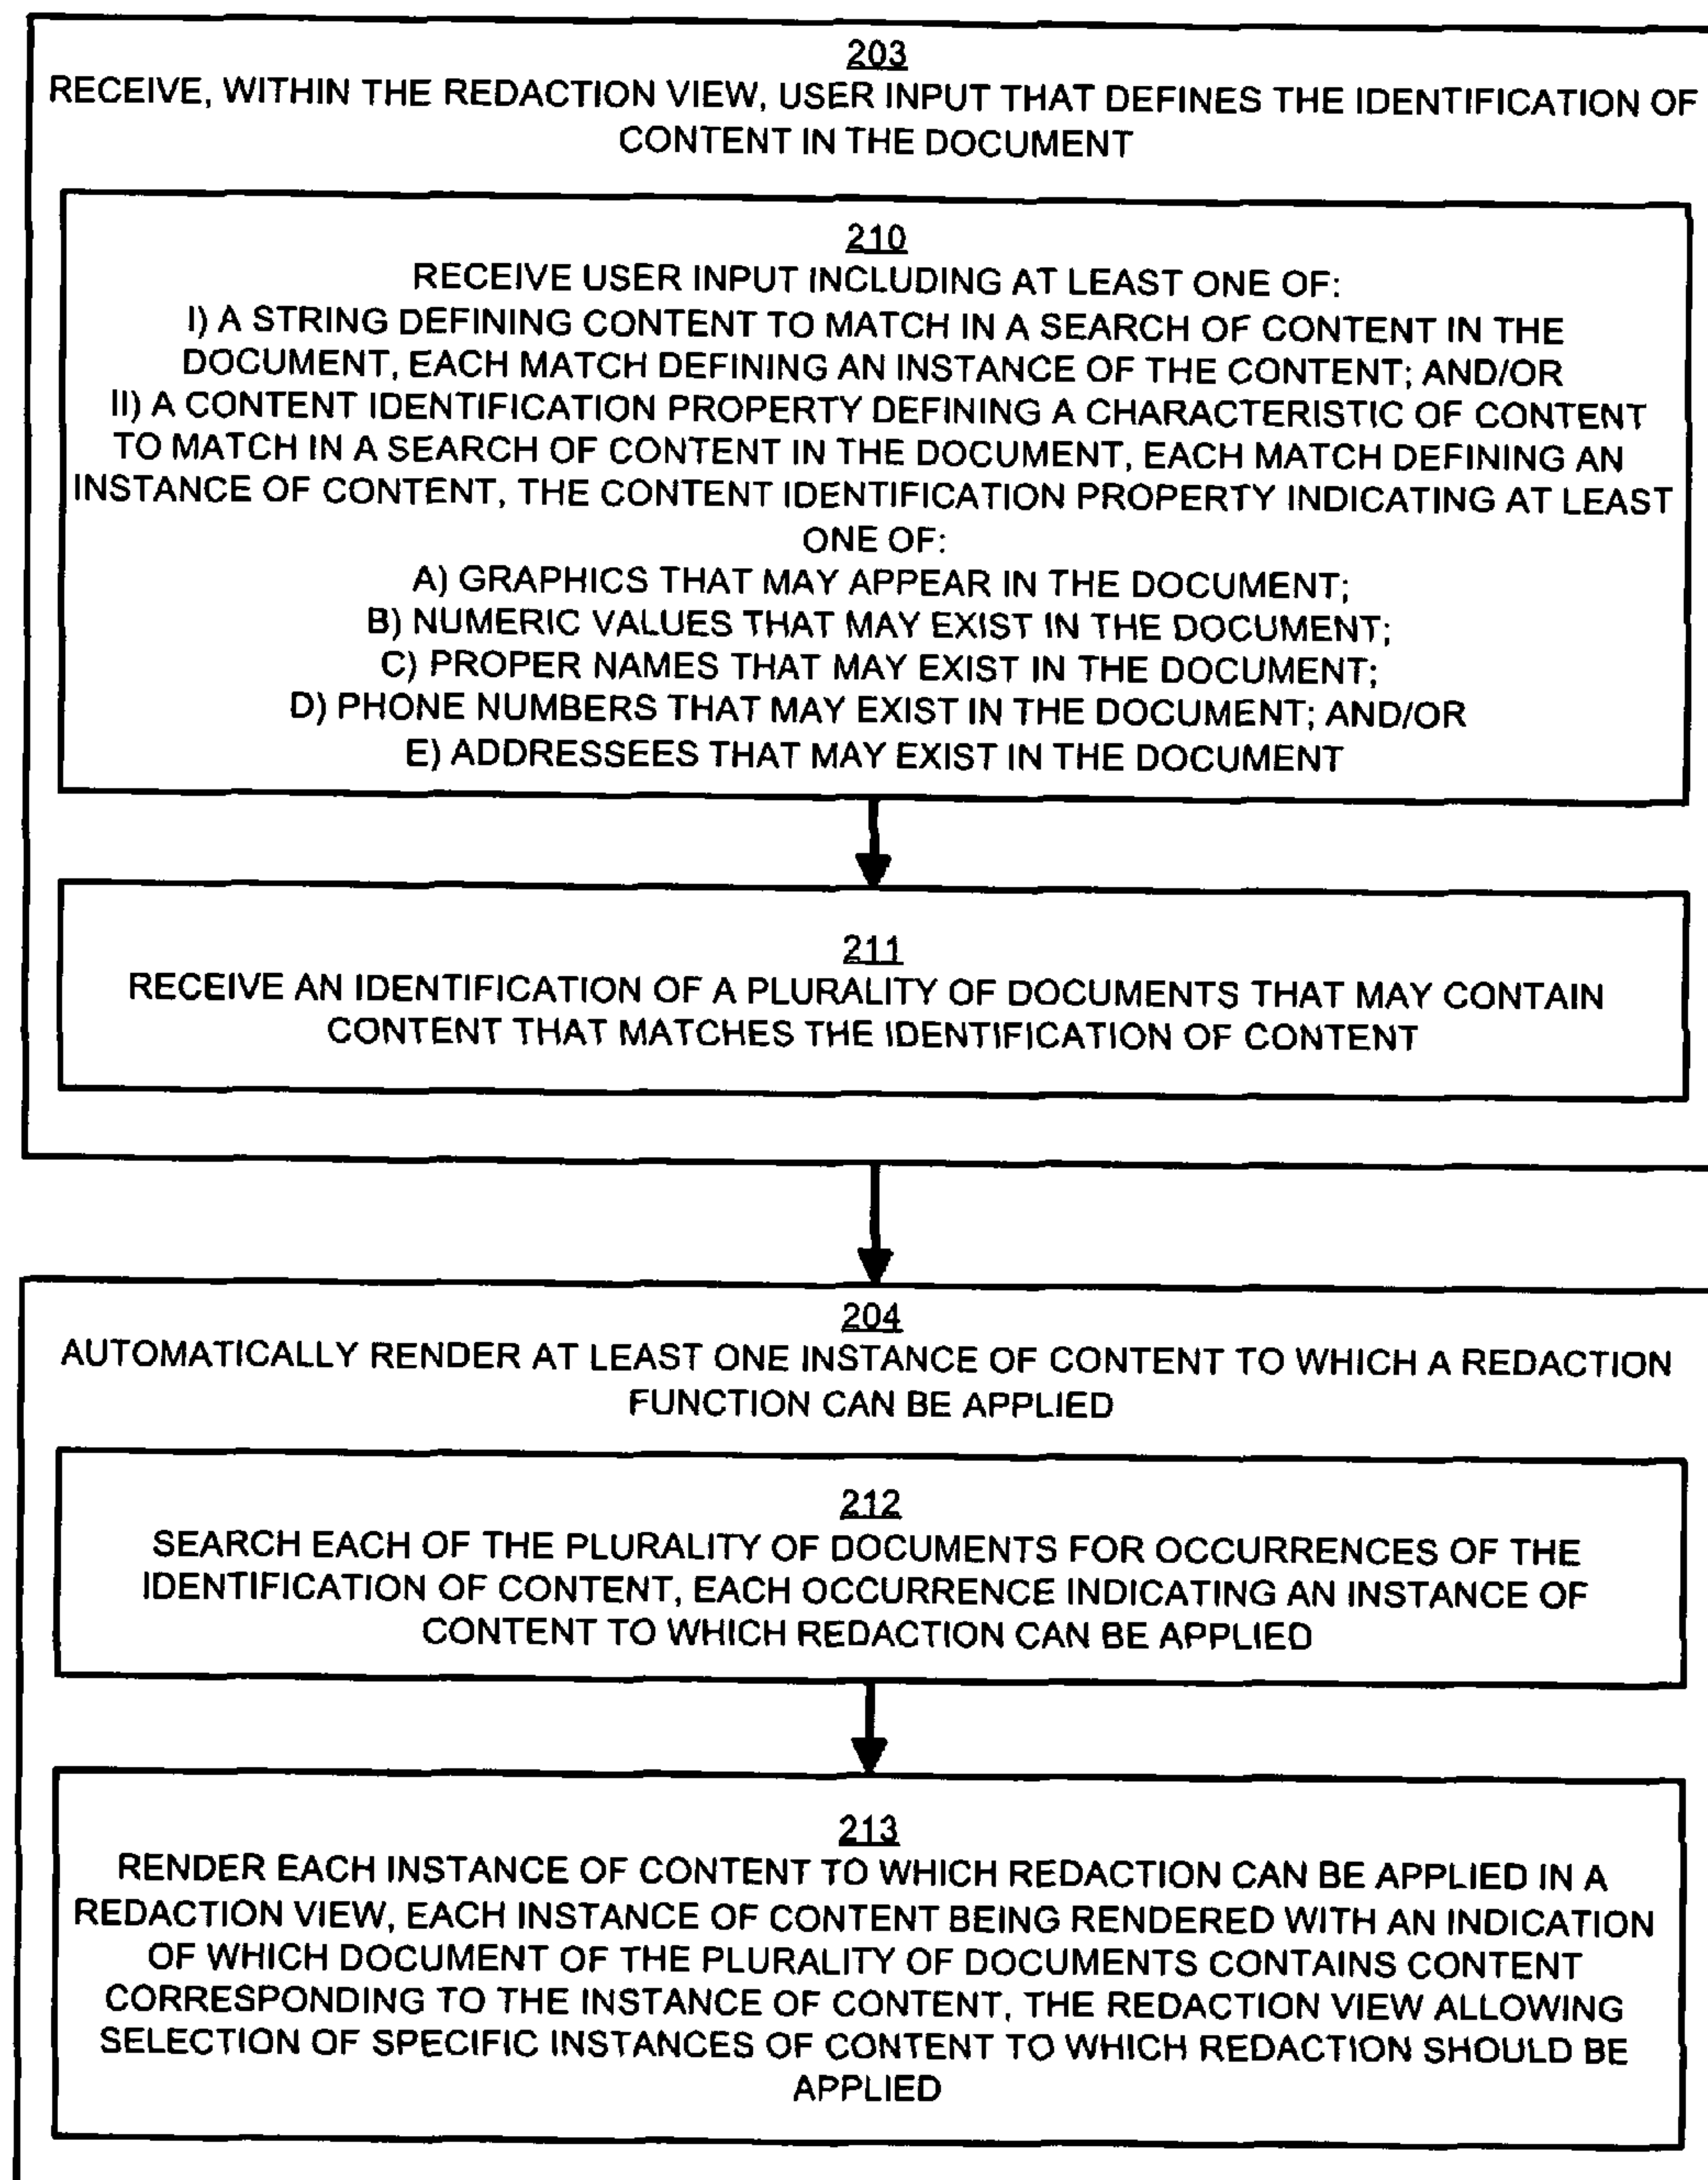 203
RECEIVE, WITHIN THE REDACTION VIEW, USER INPUT THAT DEFINES THE IDENTIFICATION OF
CONTENT IN THE DOCUMENT
210
RECEIVE USER INPUT INCLUDING AT LEAST ONE OF:
I) A STRING DEFINING CONTENT TO MATCH IN A SEARCH OF CONTENT IN THE
DOCUMENT, EACH MATCH DEFINING AN INSTANCE OF THE CONTENT; AND/OR
II) A CONTENT IDENTIFICATION PROPERTY DEFINING A CHARACTERISTIC OF CONTENT
TO MATCH IN A SEARCH OF CONTENT IN THE DOCUMENT, EACH MATCH DEFINING AN
INSTANCE OF CONTENT, THE CONTENT IDENTIFICATION PROPERTY INDICATING AT LEAST
ONE OF:
A) GRAPHICS THAT MAY APPEAR IN THE DOCUMENT;
B) NUMERIC VALUES THAT MAY EXIST IN THE DOCUMENT;
C) PROPER NAMES THAT MAY EXIST IN THE DOCUMENT;
D) PHONE NUMBERS THAT MAY EXIST IN THE DOCUMENT; AND/OR
E) ADDRESSEES THAT MAY EXIST IN THE DOCUMENT
211
RECEIVE AN IDENTIFICATION OF A PLURALITY OF DOCUMENTS THAT MAY CONTAIN
CONTENT THAT MATCHES THE IDENTIFICATION OF CONTENT
204
AUTOMATICALLY RENDER AT LEAST ONE INSTANCE OF CONTENT TO WHICH A REDACTION
FUNCTION CAN BE APPLIED
212
SEARCH EACH OF THE PLURALITY OF DOCUMENTS FOR OCCURRENCES OF THE
IDENTIFICATION OF CONTENT, EACH OCCURRENCE INDICATING AN INSTANCE OF
CONTENT TO WHICH REDACTION CAN BE APPLIED
213
RENDER EACH INSTANCE OF CONTENT TO WHICH REDACTION CAN BE APPLIED IN A
REDACTION VIEW, EACH INSTANCE OF CONTENT BEING RENDERED WITH AN INDICATION
OF WHICH DOCUMENT OF THE PLURALITY OF DOCUMENTS CONTAINS CONTENT
CORRESPONDING TO THE INSTANCE OF CONTENT, THE REDACTION VIEW ALLOWING
SELECTION OF SPECIFIC INSTANCES OF CONTENT TO WHICH REDACTION SHOULD BE
APPLIED